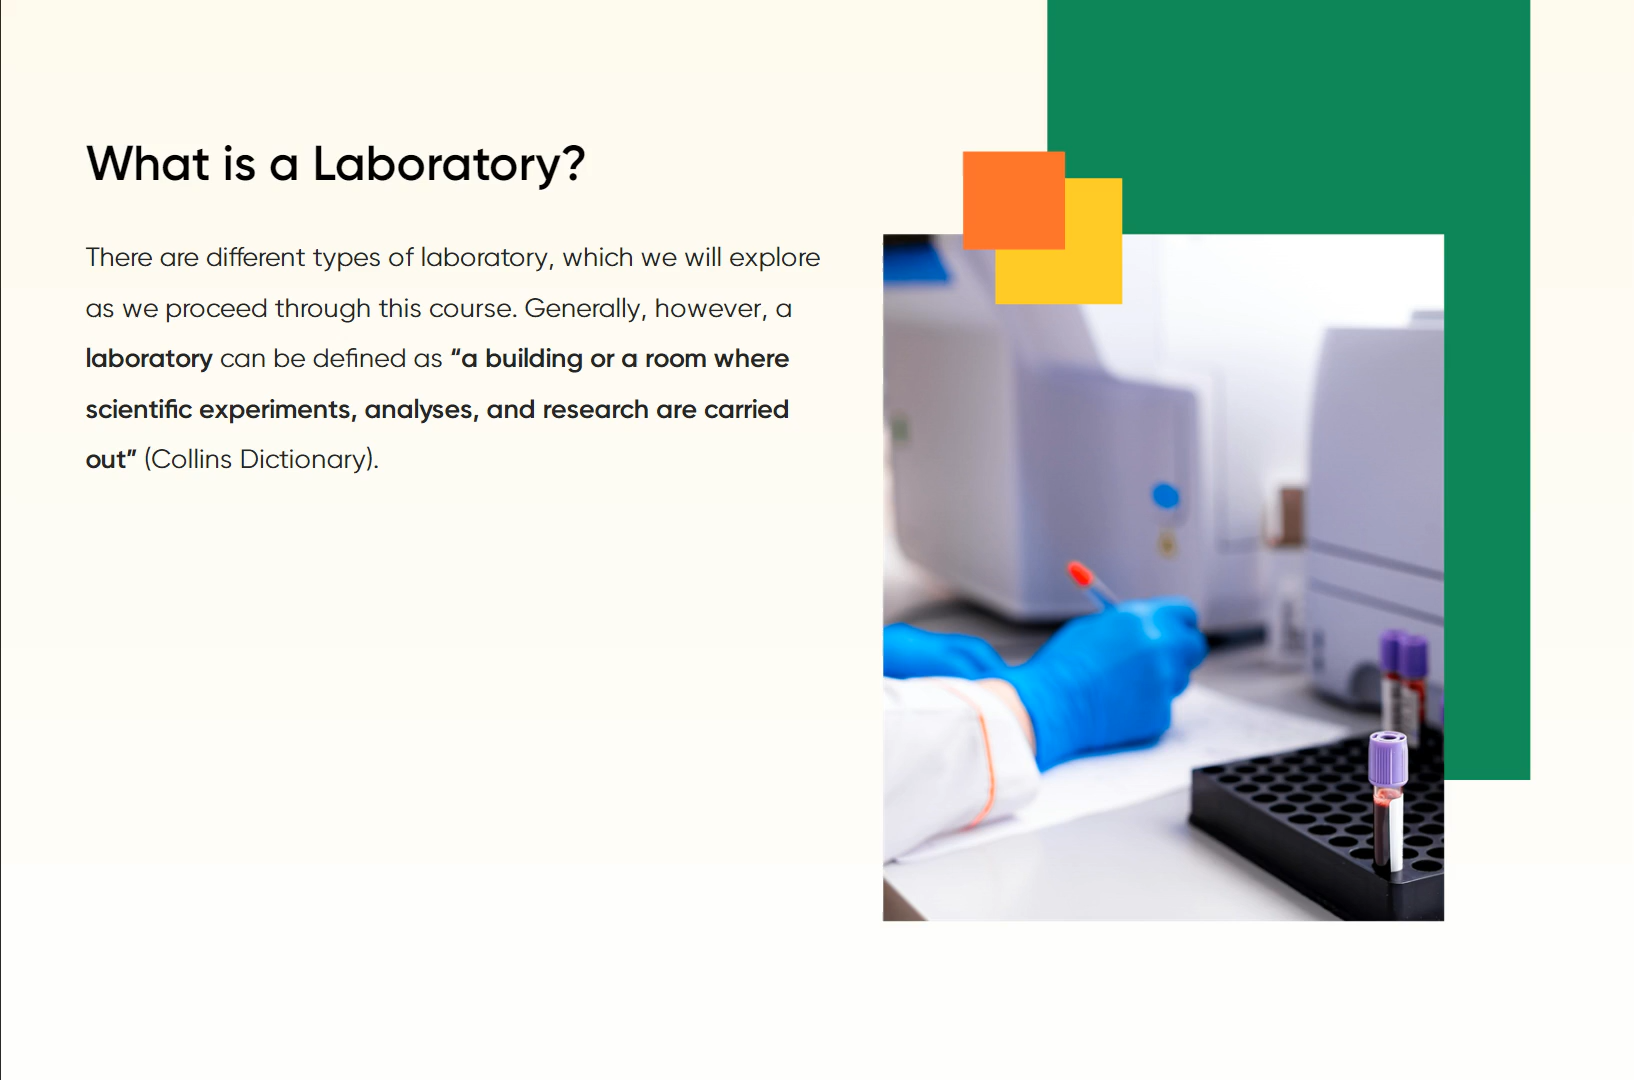 What is a Laboratory?
There are different types of laboratory, which we will explore
as we proceed through this course. Generally, however, a
laboratory can be defined as “a building or a room where
scientific experiments, analyses, and research are carried
out” (Collins Dictionary).